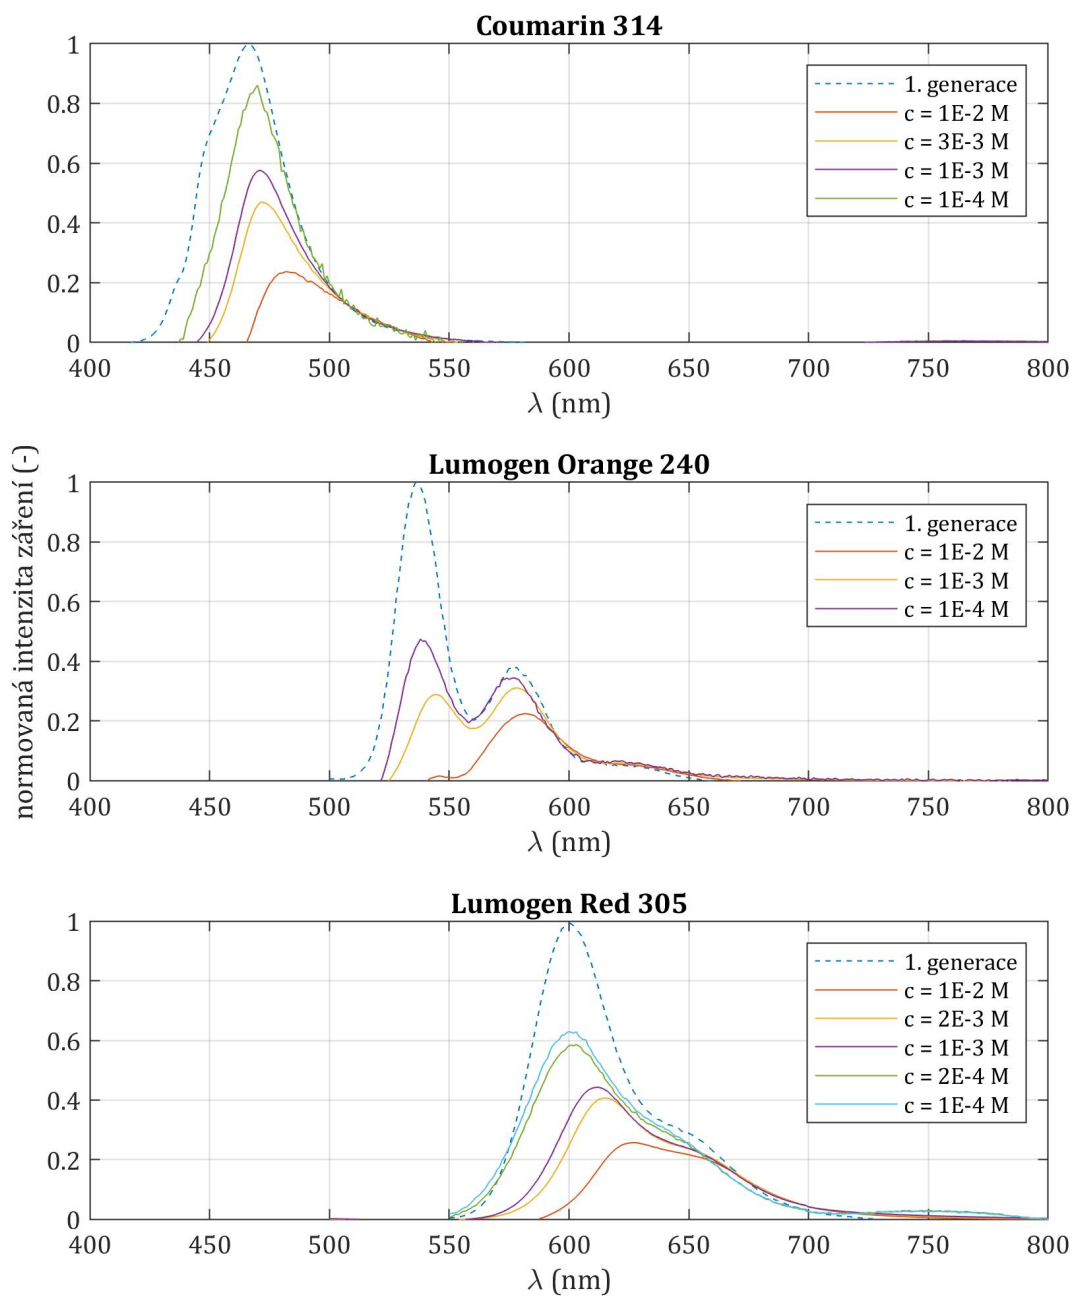 Coumarin 314
1
0.8
0.6
0.4
0.2
0
400 450 500 550 600 650 700 750 800
λ (nm)
1. generace
c = 1E-2 M
c = 3E-3 M
c = 1E-3 M
c = 1E-4 M
normovaná intenzita záření (-)
Lumogen Orange 240
1
0.8
0.6
0.4
0.2
0
400 450 500 550 600 650 700 750 800
λ (nm)
1. generace
c = 1E-2 M
c = 1E-3 M
c = 1E-4 M
Lumogen Red 305
1
0.8
0.6
0.4
0.2
0
400 450 500 550 600 650 700 750 800
λ (nm)
1. generace
c = 1E-2 M
c = 2E-3 M
c = 1E-3 M
c = 2E-4 M
c = 1E-4 M